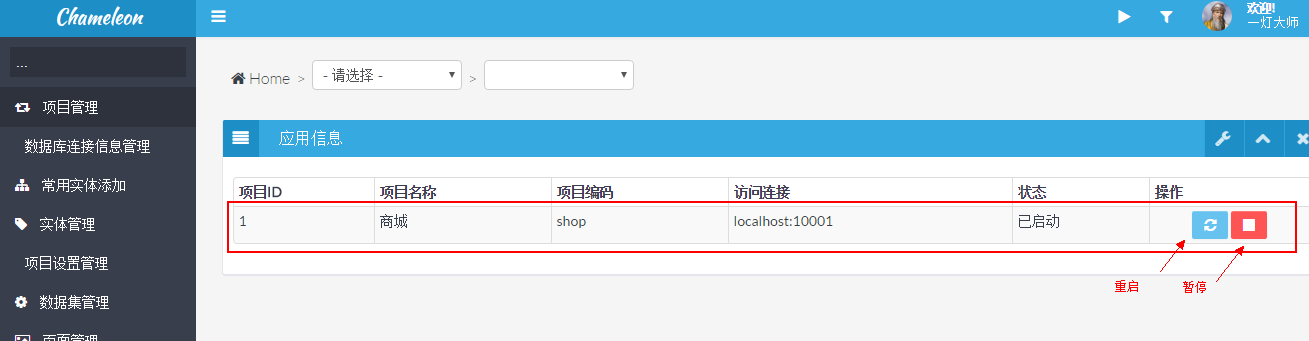 Chameleon
欢迎!
一灯大师
...
Home > - 请选择 - >
项目管理
数据库连接信息管理
常用实体添加
实体管理
项目设置管理
数据集管理
页面管理
应用信息
项目ID 项目名称 项目编码 访问连接 状态 操作
1 商城 shop localhost:10001 已启动
重启 暂停